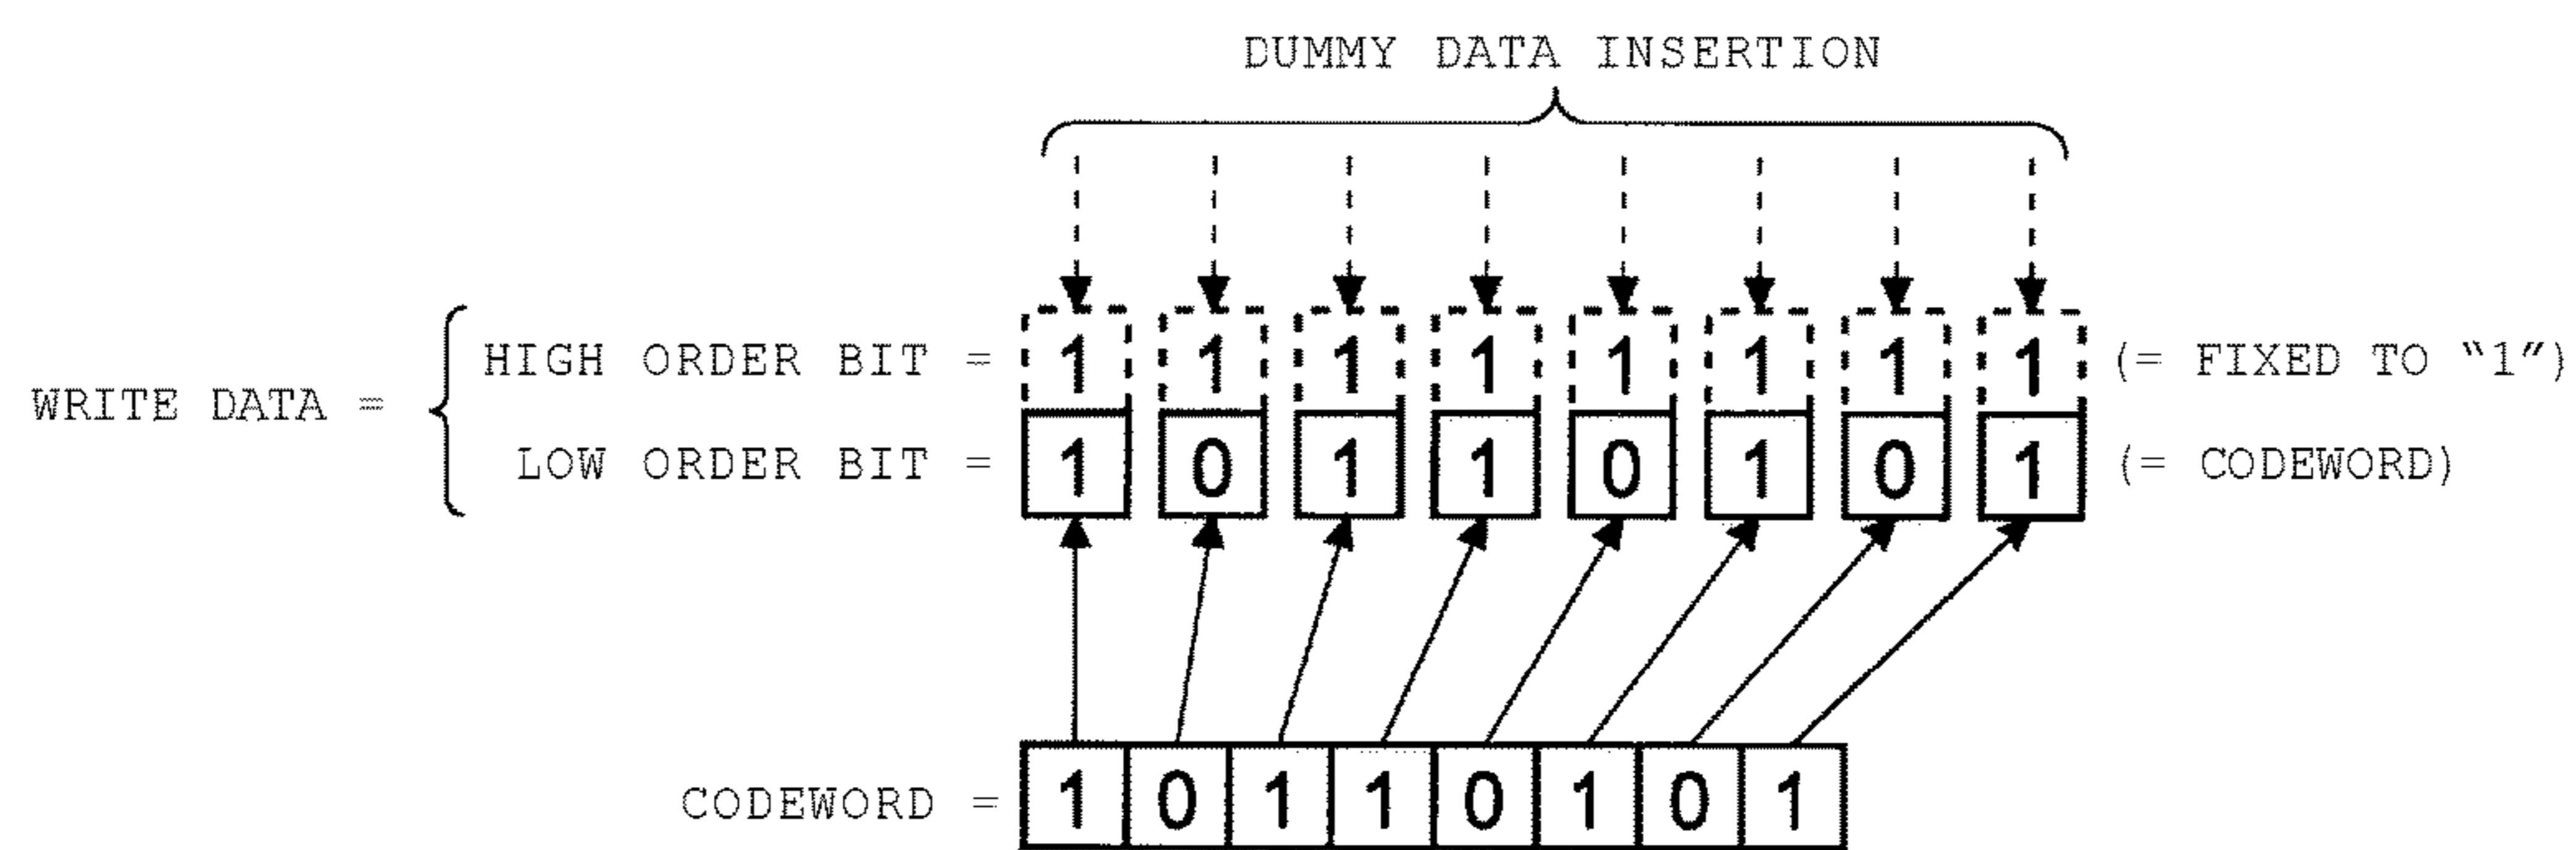 DUMMY DATA INSERTION
WRITE DATA =
HIGH ORDER BIT = 1 1 1 1 1 1 1 1 (= FIXED TO “1”)
LOW ORDER BIT = 1 0 1 1 0 1 0 1 (= CODEWORD)
CODEWORD = 1 0 1 1 0 1 0 1